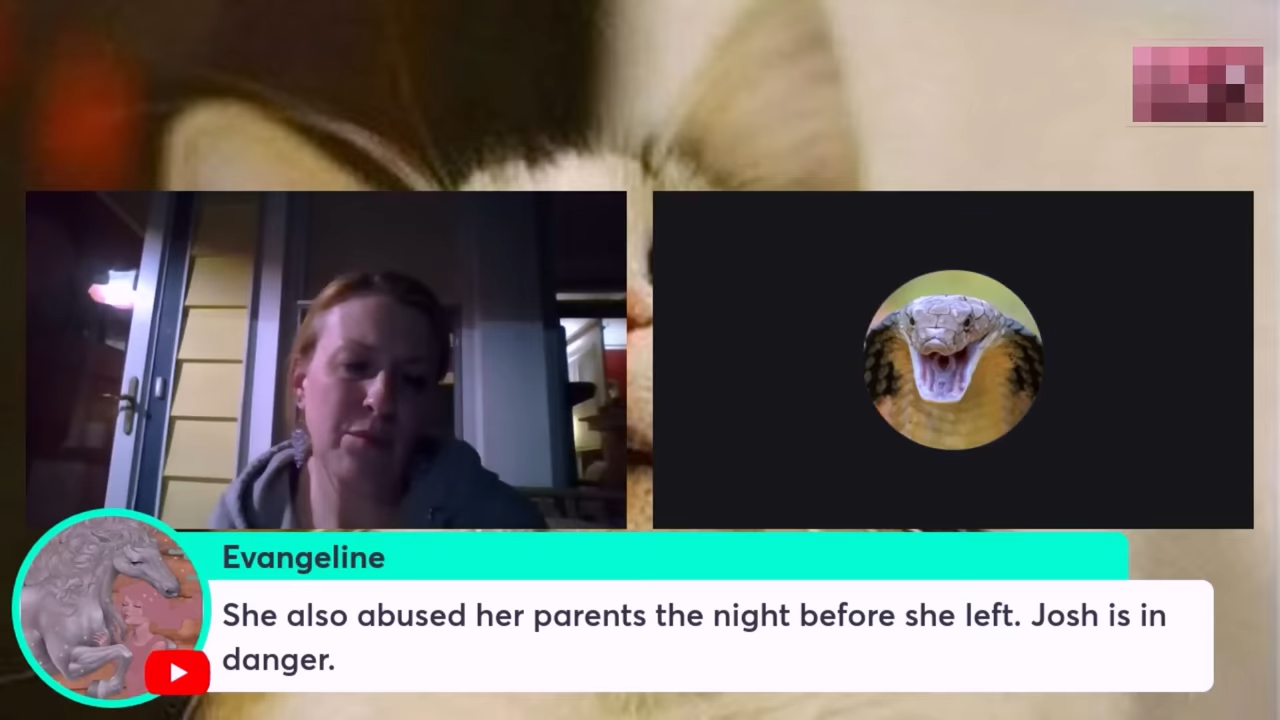 Evangeline
She also abused her parents the night before she left. Josh is in
danger.